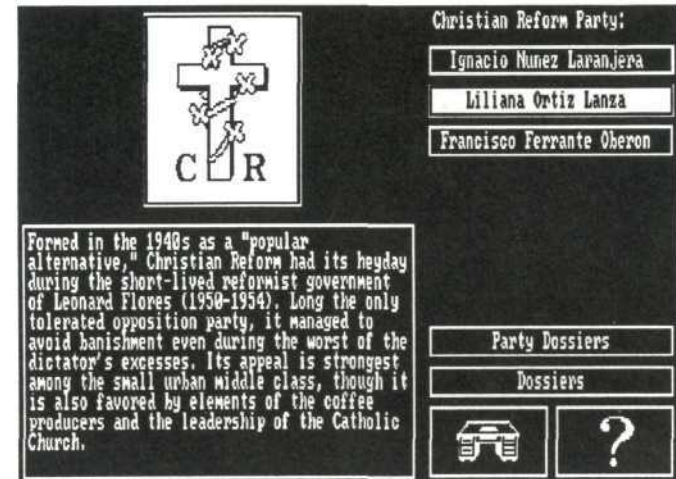 Christian Reform Party:
Ignacio Nunez Laranjera
Liliana Ortiz Lanza
Francisco Ferrante Oberon
C R
Formed in the 1940s as a "popular
alternative," Christian Reform had its heyday
during the short-lived reformist government
of Leonard Flores (1950-1954). Long the only
tolerated opposition party, it managed to
avoid banishment even during the worst of the
dictator's excesses. Its appeal is strongest
among the small urban middle class, though it
is also favored by elements of the coffee
producers and the leadership of the Catholic
Church.
Party Dossiers
Dossiers
?